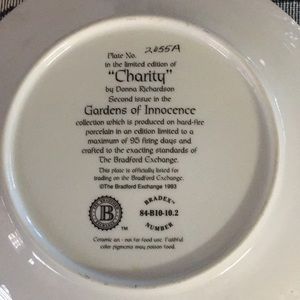 Plate No. 2655A
in the limited edition of
"Charity"
by Donna Richardson
Second issue in the
Gardens of Innocence
collection which is produced on hard-fire
porcelain in an edition limited to a
maximum of 95 firing days and
crafted to the exacting standards of
The Bradford Exchange.
This plate is officially listed for
trading on the Bradford Exchange.
©The Bradford Exchange 1993
B
™
BRADEX®
84-B10-10.2
NUMBER
Ceramic art - not for food use. Faithful
color pigments may poison food.